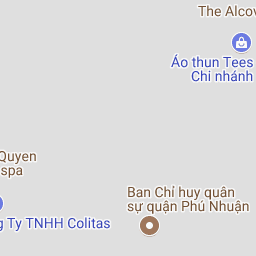 The Alcov
Áo thun Tees
Chi nhánh
Quyen
spa
Ban Chỉ huy quân
sự quận Phú Nhuận
g Ty TNHH Colitas